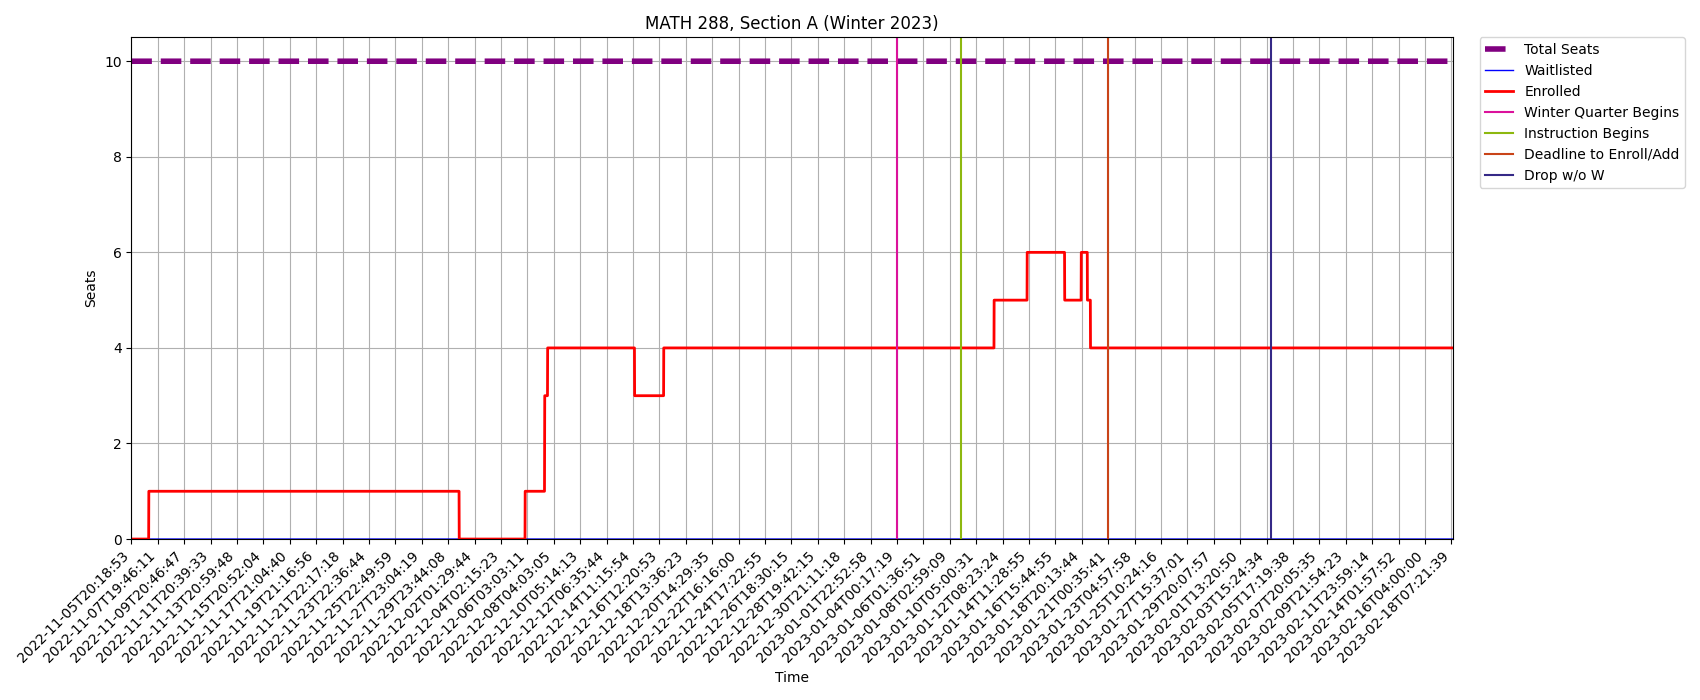 MATH 288, Section A (Winter 2023)
Total Seats
Waitlisted
Enrolled
Winter Quarter Begins
Instruction Begins
Deadline to Enroll/Add
Drop w/o W
Seats
10
8
6
4
2
0
2022-11-05T20:18:53
2022-11-07T19:46:11
2022-11-09T20:46:47
2022-11-11T20:39:33
2022-11-13T20:59:48
2022-11-15T20:52:04
2022-11-17T21:04:40
2022-11-19T21:16:56
2022-11-21T22:17:18
2022-11-23T22:36:44
2022-11-25T22:49:59
2022-11-27T23:04:19
2022-11-29T23:44:08
2022-12-02T01:29:44
2022-12-04T02:15:23
2022-12-06T03:03:11
2022-12-08T04:03:05
2022-12-10T05:14:13
2022-12-12T06:35:44
2022-12-14T11:15:54
2022-12-16T12:20:53
2022-12-18T13:36:23
2022-12-20T14:29:35
2022-12-22T16:16:00
2022-12-24T17:22:55
2022-12-26T18:30:15
2022-12-28T19:42:15
2022-12-30T21:11:18
2023-01-01T22:52:58
2023-01-04T00:17:19
2023-01-06T01:36:51
2023-01-08T02:59:09
2023-01-10T05:00:31
2023-01-12T08:23:24
2023-01-14T11:28:55
2023-01-16T15:44:55
2023-01-18T20:13:44
2023-01-21T00:35:41
2023-01-23T04:57:58
2023-01-25T10:24:16
2023-01-27T15:37:01
2023-01-29T20:07:57
2023-02-01T13:20:50
2023-02-03T15:24:34
2023-02-05T17:19:38
2023-02-07T20:05:35
2023-02-09T21:54:23
2023-02-11T23:59:14
2023-02-14T01:57:52
2023-02-16T04:00:00
2023-02-18T07:21:39
Time